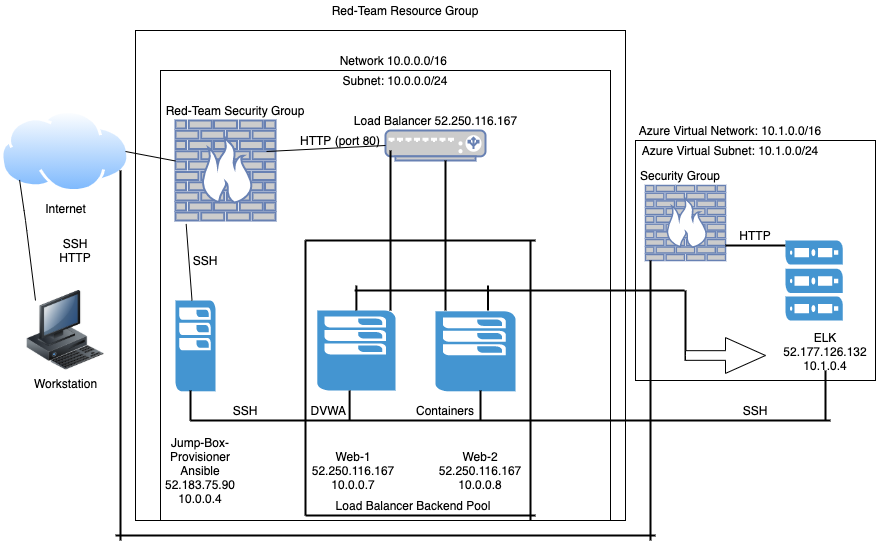 Red-Team Resource Group
Network 10.0.0.0/16
Subnet: 10.0.0.0/24
Red-Team Security Group
Load Balancer 52.250.116.167
HTTP (port 80)
Azure Virtual Network: 10.1.0.0/16
Azure Virtual Subnet: 10.1.0.0/24
Security Group
Internet
SSH
HTTP
HTTP
SSH
Workstation
ELK
52.177.126.132
10.1.0.4
SSH
DVWA
Containers
SSH
Jump-Box-
Provisioner
Ansible
52.183.75.90
10.0.0.4
Web-1
52.250.116.167
10.0.0.7
Web-2
52.250.116.167
10.0.0.8
Load Balancer Backend Pool